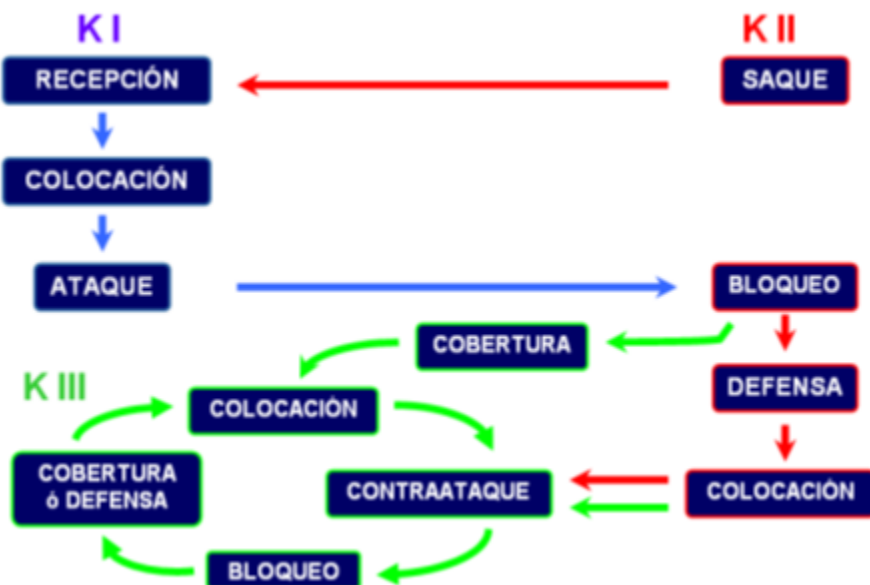 K I
K II
RECEPCIÓN
SAQUE
COLOCACIÓN
ATAQUE
BLOQUEO
COBERTURA
DEFENSA
K III
COLOCACIÓN
COBERTURA
ó DEFENSA
CONTRAATAQUE
COLOCACIÓN
BLOQUEO